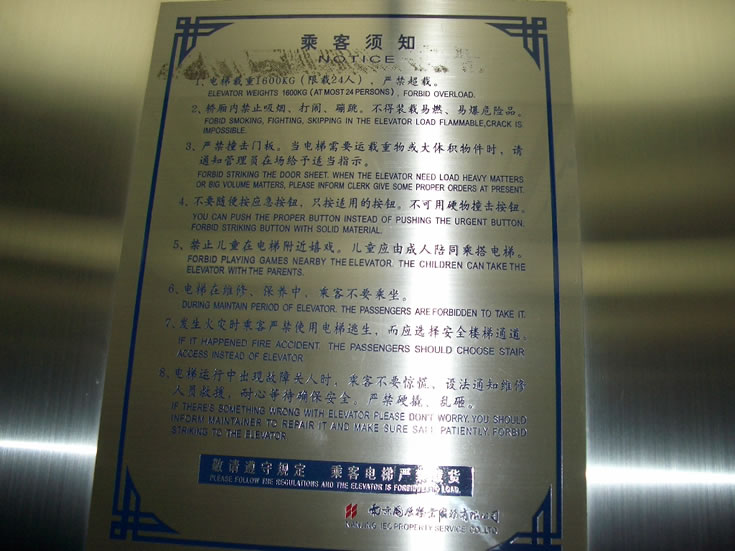 乘客须知
NOTICE
1、电梯载重1600KG(限载24人),严禁超载。
ELEVATOR WEIGHTS 1600KG (AT MOST 24 PERSONS), FORBID OVERLOAD.
2、轿厢内禁止吸烟、打闹、蹦跳。不得装载易燃、易爆危险品。
FOBID SMOKING, FIGHTING, SKIPPING IN THE ELEVATOR LOAD FLAMMABLE,CRACK IS
IMPOSSIBLE.
3、严禁撞击门板。当电梯需要运载重物或大体积物件时、请
通知管理员在场给予适当指示。
FORBID STRIKING THE DOOR SHEET. WHEN THE ELEVATOR NEED LOAD HEAVY MATTERS
OR BIG VOLUME MATTERS, PLEASE INFORM CLERK GIVE SOME PROPER ORDERS AT PRESENT.
4、不要随便按应急按钮,只按适用的按钮。不可用硬物撞击按钮。
YOU CAN PUSH THE PROPER BUTTON INSTEAD OF PUSHING THE URGENT BUTTON.
FORBID STRIKING BUTTON WITH SOLID MATERIAL.
5、禁止儿童在电梯附近嬉戏。儿童应由成人陪同乘搭电梯。
FORBID PLAYING GAMES NEARBY THE ELEVATOR. THE CHILDREN CAN TAKE THE
ELEVATOR WITH THE PARENTS.
6、电梯在维修、保养中,乘客不要乘坐。
DURING MAINTAIN PERIOD OF ELEVATOR. THE PASSENGERS ARE FORBIDDEN TO TAKE IT.
7、发生火灾时乘客严禁使用电梯逃生,而应选择安全楼梯通道。
IF IT HAPPENED FIRE ACCIDENT. THE PASSENGERS SHOULD CHOOSE STAIR
ACCESS INSTEAD OF ELEVATOR
8、电梯运行中出现故障关人时、乘客不要惊慌,设法通知维修
人员救援,耐心等待确保安全。严禁硬撬、乱砸。
IF THERE'S SOMETHING WRONG WITH ELEVATOR PLEASE DON'T WORRY. YOU SHOULD
INFORM MAINTAINER TO REPAIR IT AND MAKE SURE PATIENTLY. FORBID
STRIKING TO THE ELEVATOR
敬请遵守规定 乘客电梯严禁货
PLEASE FOLLOW THE REGULATIONS AND THE ELEVATOR IS LOAD.
NANJING IEC PROPERTY SERVICE CO.,LTD.